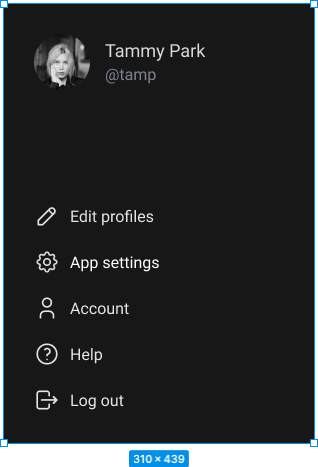 Tammy Park
@tamp
Edit profiles
App settings
Account
Help
Log out
310 × 439